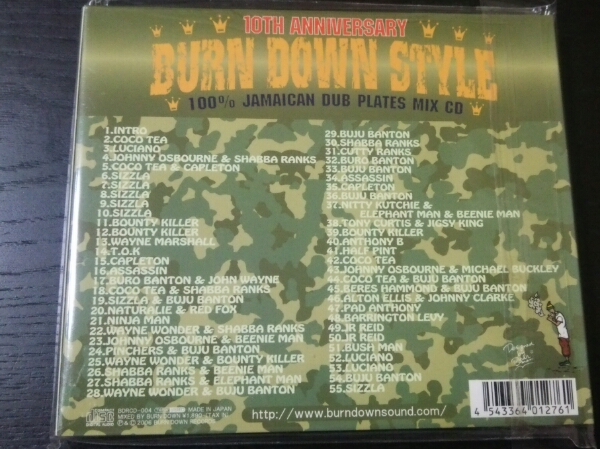 10TH ANNIVERSARY
BURN DOWN STYLE
100% JAMAICAN DUB PLATES MIX CD
1.INTRO
2.COCO TEA
3.LUCIANO
4.JOHNNY OSBOURNE & SHABBA RANKS
5.COCO TEA & CAPLETON
6.SIZZLA
7.SIZZLA
8.SIZZLA
9.SIZZLA
10.SIZZLA
11.BOUNTY KILLER
12.BOUNTY KILLER
13.WAYNE MARSHALL
14.T.O.K
15.CAPLETON
16.ASSASSIN
17.BURO BANTON & JOHN WAYNE
18.COCO TEA & SHABBA RANKS
19.SIZZLA & BUJU BANTON
20.NATURALIE & RED FOX
21.NINJA MAN
22.WAYNE WONDER & SHABBA RANKS
23.JOHNNY OSBOURNE & BEENIE MAN
24.PINCHERS & BUJU BANTON
25.WAYNE WONDER & BOUNTY KILLER
26.SHABBA RANKS & BEENIE MAN
27.SHABBA RANKS & ELEPHANT MAN
28.WAYNE WONDER & BUJU BANTON
29.BUJU BANTON
30.SHABBA RANKS
31.CUTTY RANKS
32.BURO BANTON
33.BUJU BANTON
34.ASSASSIN
35.CAPLETON
36.BUJU BANTON
37.NITTY KUTCHIE &
ELEPHANT MAN & BEENIE MAN
38.TONY CURTIS & JIGSY KING
39.BOUNTY KILLER
40.ANTHONY B
41.HALF PINT
42.COCO TEA
43.JOHNNY OSBOURNE & MICHAEL BUCKLEY
44.COCO TEA & BUJU BANTON
45.BERES HAMMOND & BUJU BANTON
46.ALTON ELLIS & JOHNNY CLARKE
47.PAD ANTHONY
48.BARRINGTON LEVY
49.JR REID
50.JR REID
51.BUSH MAN
52.LUCIANO
53.LUCIANO
54.BUJU BANTON
55.SIZZLA
BDRCD-004 MADE IN JAPAN
MIXED BY BURN DOWN
℗ & © 2006 BURN DOWN RECORDS
http://www.burndownsound.com/
4 543364 012761